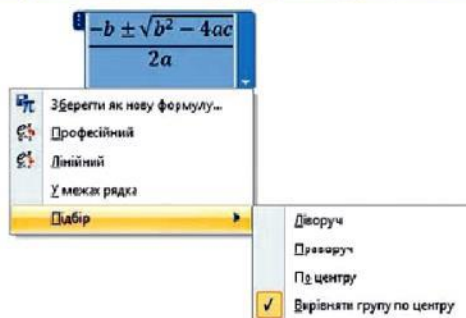 −b ± √b² − 4ac
2a
Зберегти як нову формулу...
Професійний
Лінійний
У межах рядка
Підбір
Ліворуч
Праворуч
По центру
Вирівняти групу по центру